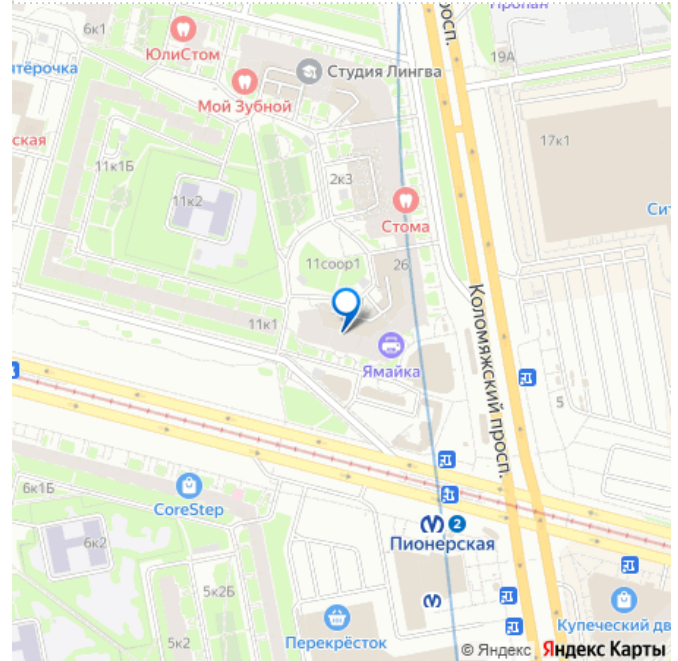 Пропан
6к1
просп.
ЮлиСтом
19А
Студия Лингва
ятёрочка
Мой Зубной
17к1
ская
11к1Б
2к3
11к2
Сит
Стома
11соор1
26
Коломяжский просп.
11к1
Ямайка
5
6к1Б
CoreStep
2
Пионерская
6к2
5к2Б
Купеческий дв
5к2
Перекрёсток
© Яндекс Яндекс Карты